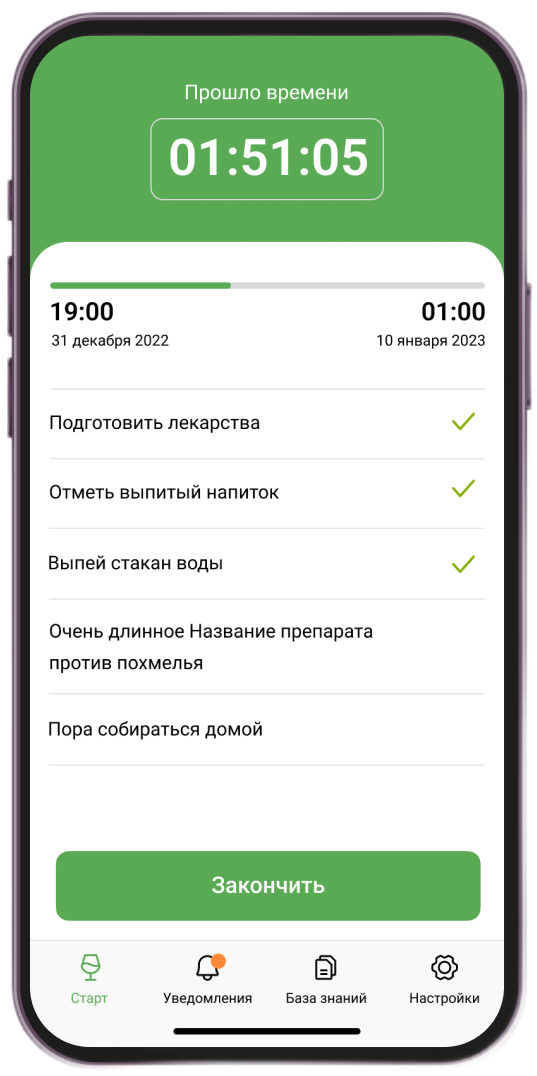 Прошло времени
01:51:05
19:00 01:00
31 декабря 2022 10 января 2023
Подготовить лекарства
Отметь выпитый напиток
Выпей стакан воды
Очень длинное Название препарата
против похмелья
Пора собираться домой
Закончить
Старт Уведомления База знаний Настройки